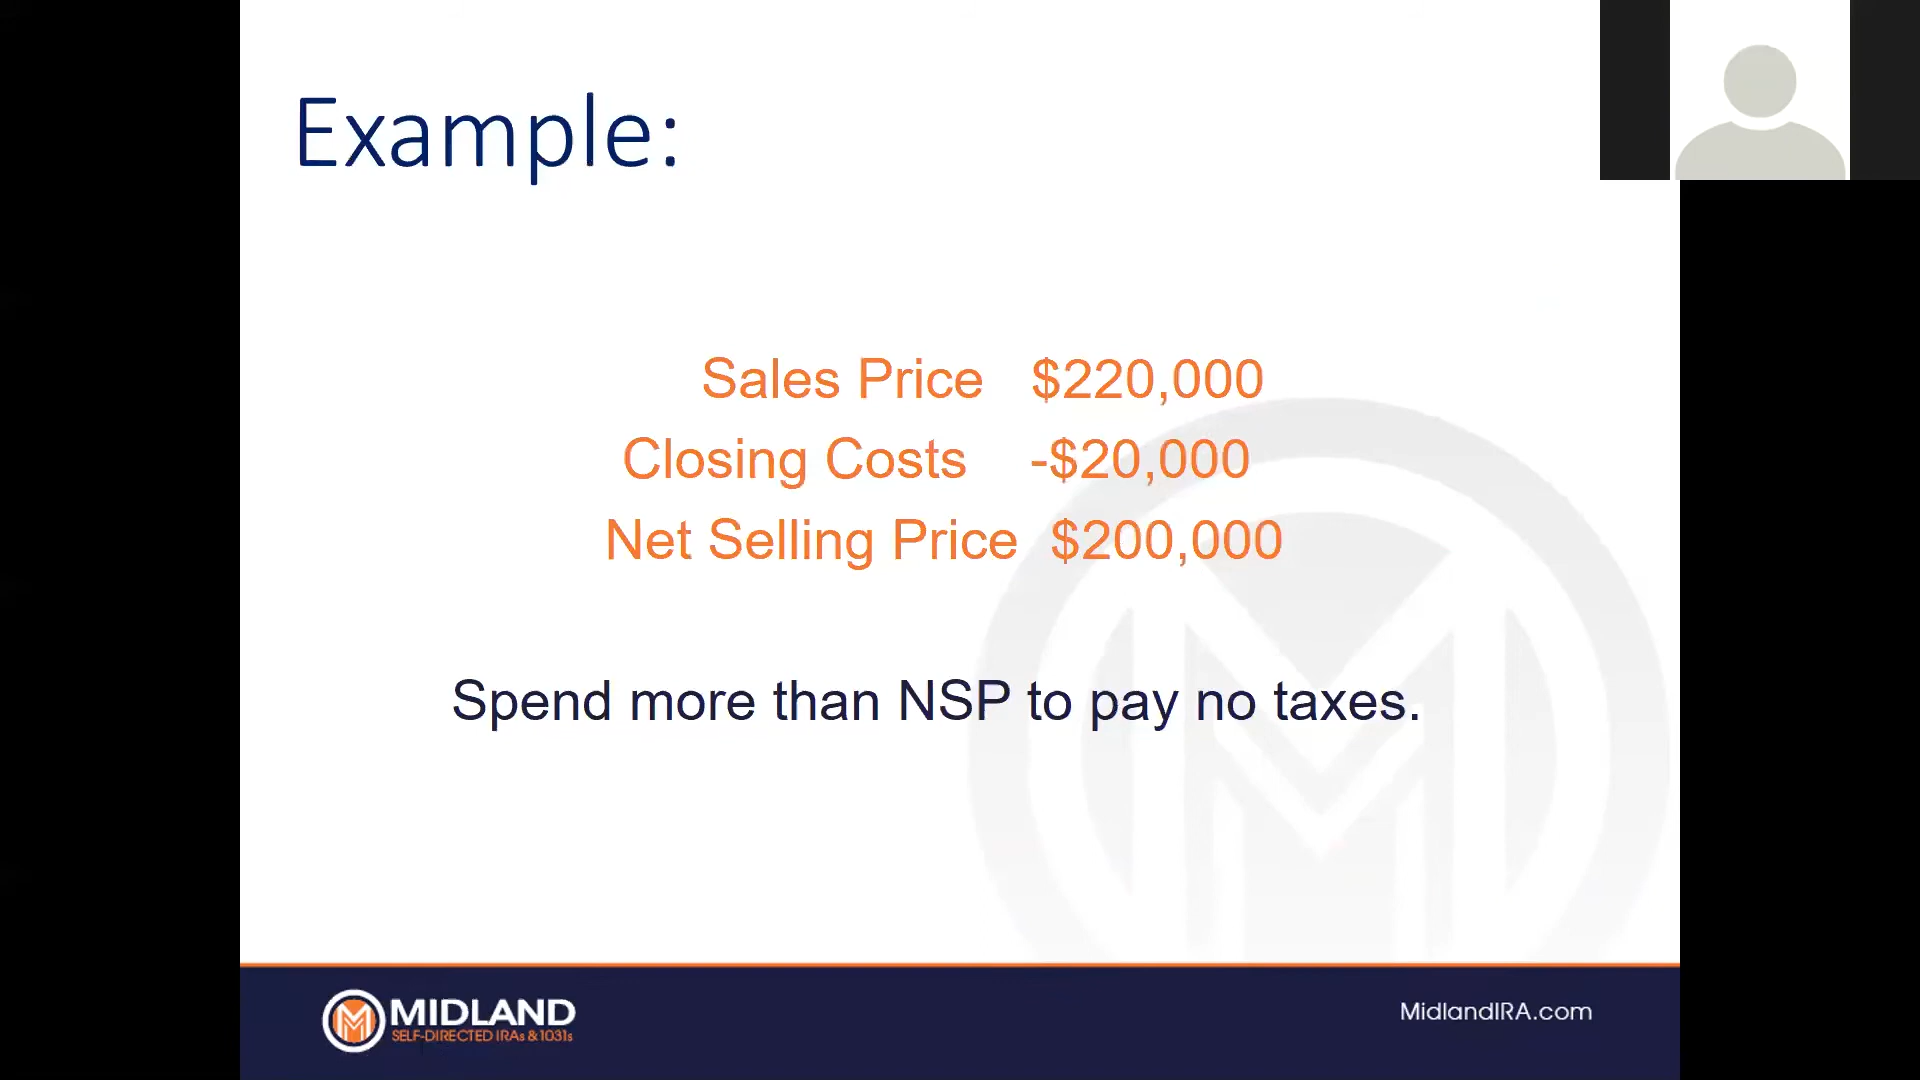 Example:
Sales Price $220,000
Closing Costs -$20,000
Net Selling Price $200,000
Spend more than NSP to pay no taxes.
MIDLAND
SELF-DIRECTED IRAs & 1031s
MidlandIRA.com